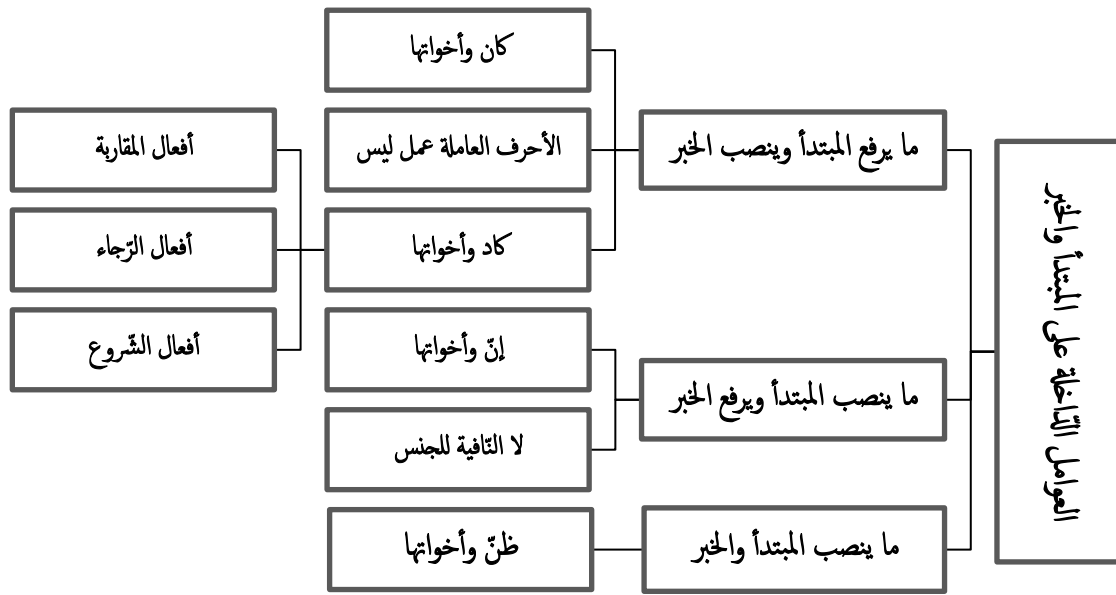 العوامل الدّاخلة على المبتدأ والخبر
ما يرفع المبتدأ وينصب الخبر
كان وأخواتها
الأحرف العاملة عمل ليس
كاد وأخواتها
أفعال المقاربة
أفعال الرّجاء
أفعال الشّروع
ما ينصب المبتدأ ويرفع الخبر
إنّ وأخواتها
لا النّافية للجنس
ما ينصب المبتدأ والخبر
ظنّ وأخواتها